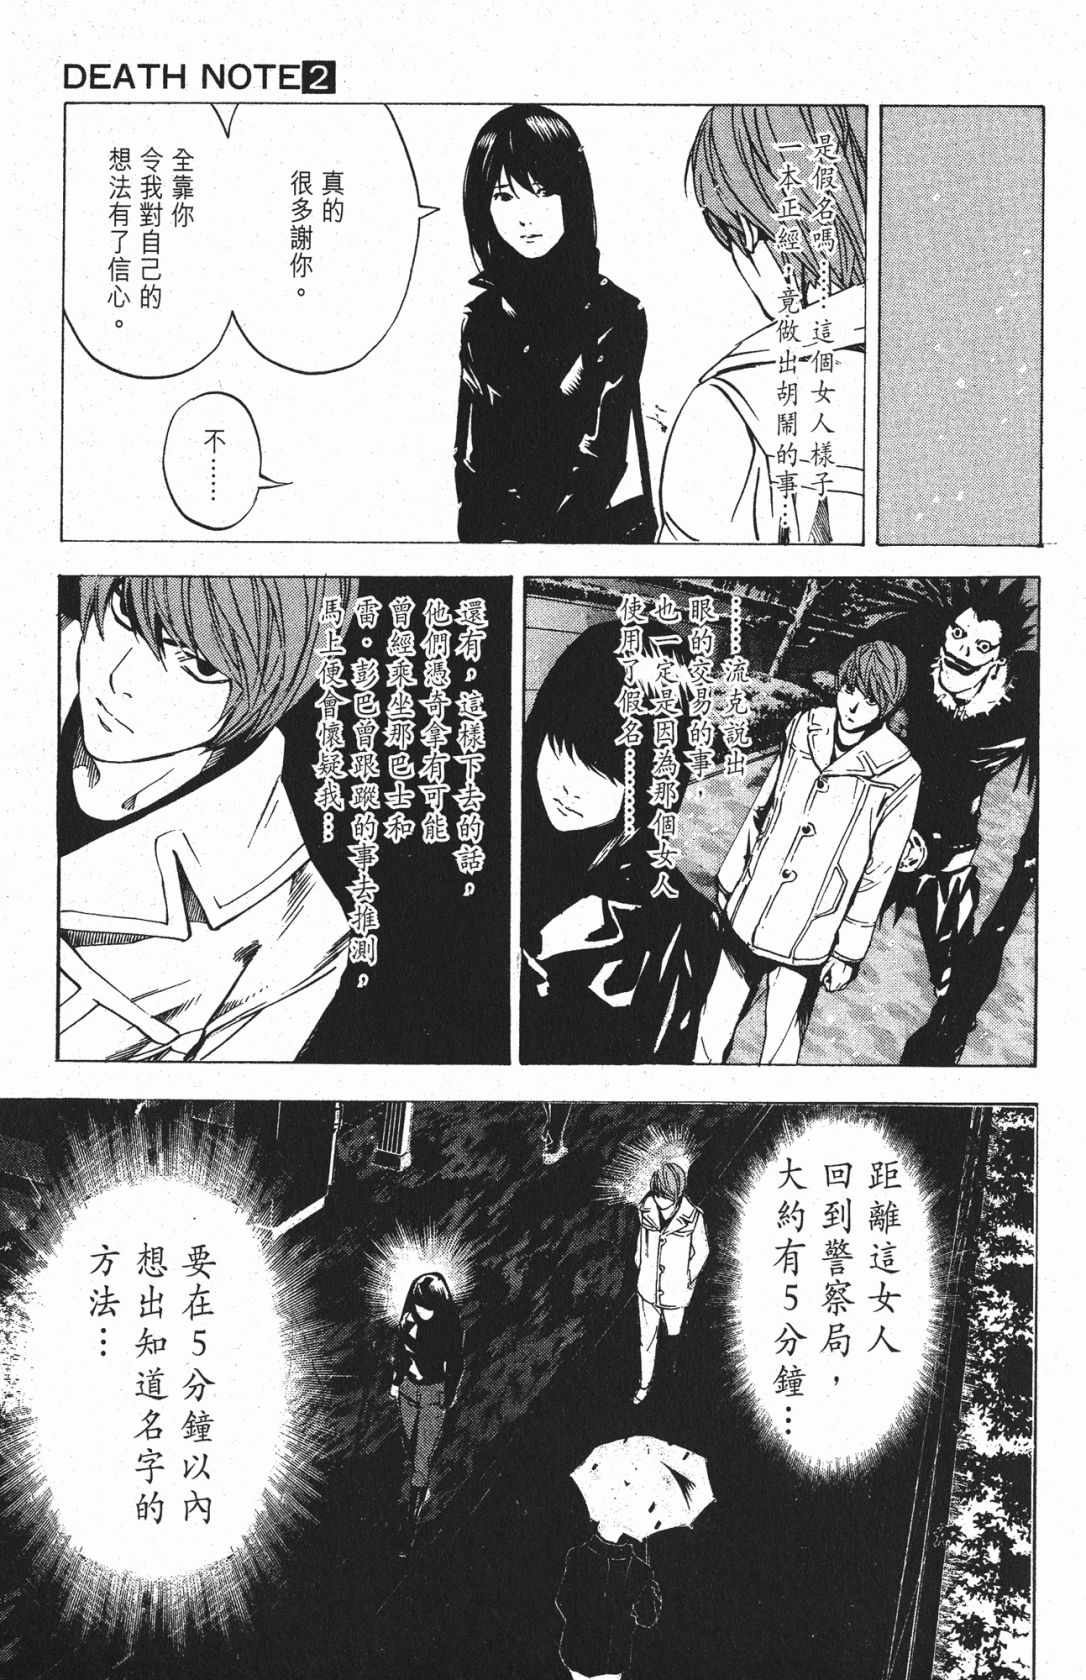 DEATH NOTE2
是假名嗎……這個女人樣子
一本正經，竟做出胡鬧的事……
真的
很多謝你。
全靠你
令我對自己的
想法有了信心。
不……
……流克說出
眼的交易的事，
也一定是因為那個女人
使用了假名………
還有，這樣下去的話，
他們憑奇拿有可能
曾經乘坐那巴士和
雷·彭巴曾跟蹤的事去推測，
馬上便會懷疑我…
距離這女人
回到警察局，
大約有5分鐘…
要在5分鐘以內
想出知道名字的
方法…